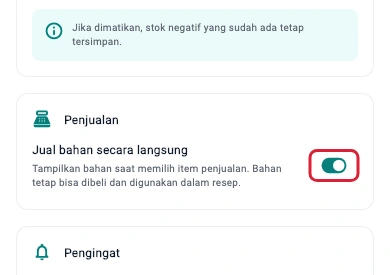 Jika dimatikan, stok negatif yang sudah ada tetap
tersimpan.
Penjualan
Jual bahan secara langsung
Tampilkan bahan saat memilih item penjualan. Bahan
tetap bisa dibeli dan digunakan dalam resep.
Pengingat